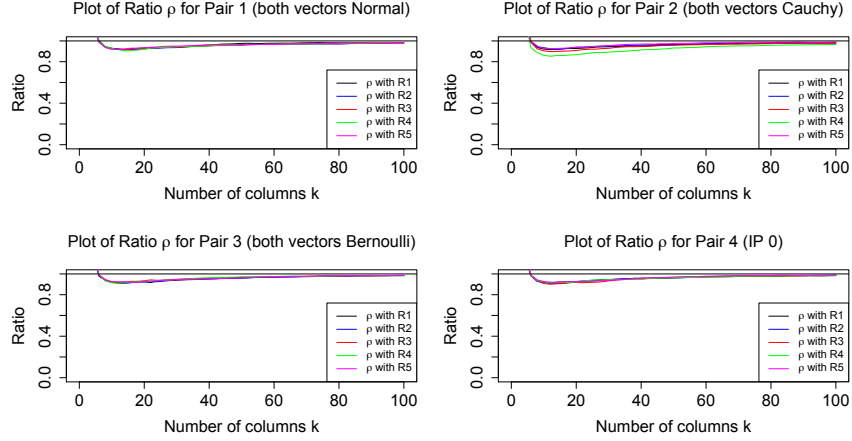 Plot of Ratio ρ for Pair 1 (both vectors Normal)
Ratio
0.0 0.4 0.8
ρ with R1
ρ with R2
ρ with R3
ρ with R4
ρ with R5
0 20 40 60 80 100
Number of columns k
Plot of Ratio ρ for Pair 2 (both vectors Cauchy)
Ratio
0.0 0.4 0.8
ρ with R1
ρ with R2
ρ with R3
ρ with R4
ρ with R5
0 20 40 60 80 100
Number of columns k
Plot of Ratio ρ for Pair 3 (both vectors Bernoulli)
Ratio
0.0 0.4 0.8
ρ with R1
ρ with R2
ρ with R3
ρ with R4
ρ with R5
0 20 40 60 80 100
Number of columns k
Plot of Ratio ρ for Pair 4 (IP 0)
Ratio
0.0 0.4 0.8
ρ with R1
ρ with R2
ρ with R3
ρ with R4
ρ with R5
0 20 40 60 80 100
Number of columns k